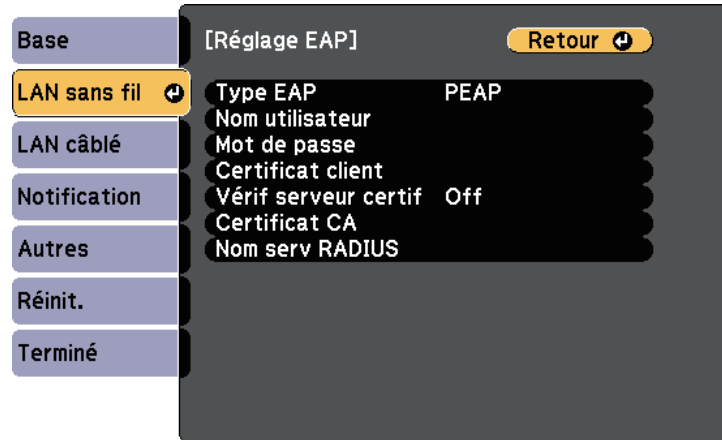 Base
LAN sans fil
LAN câblé
Notification
Autres
Réinit.
Terminé
[Réglage EAP] Retour
Type EAP PEAP
Nom utilisateur
Mot de passe
Certificat client
Vérif serveur certif Off
Certificat CA
Nom serv RADIUS